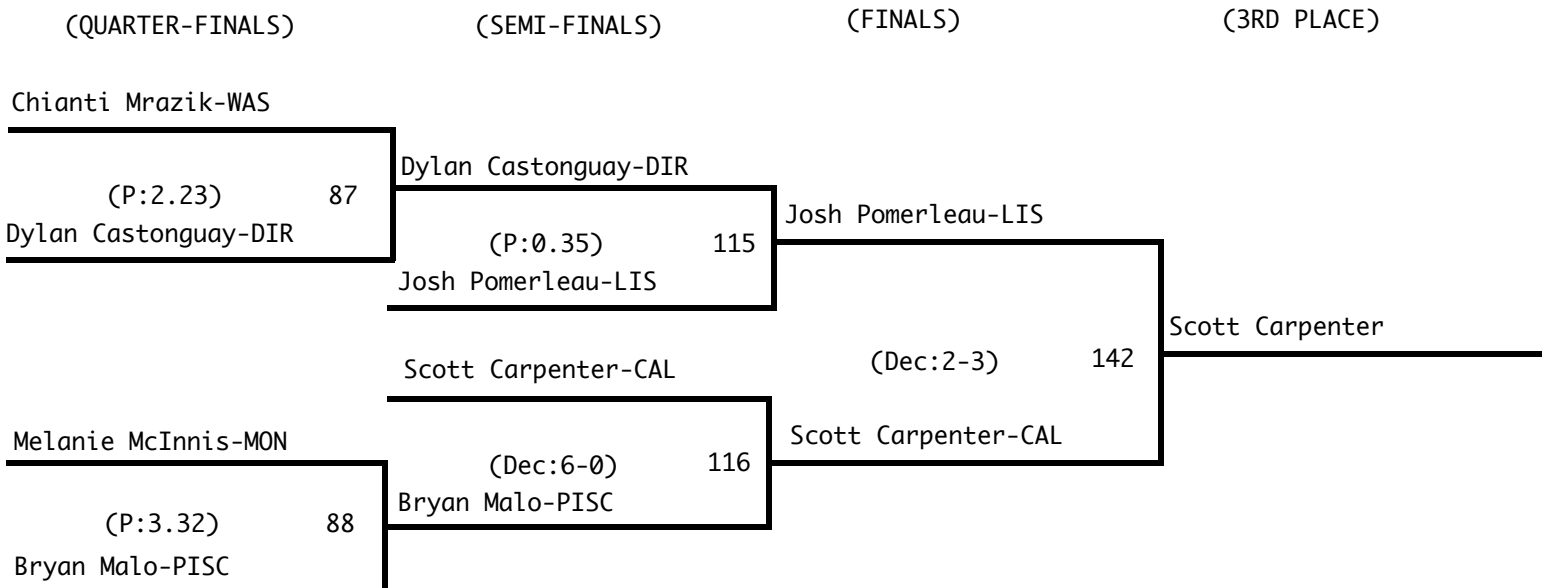 (QUARTER-FINALS) (SEMI-FINALS) (FINALS) (3RD PLACE)
Chianti Mrazik-WAS
Dylan Castonguay-DIR
(P:2.23) 87
Josh Pomerleau-LIS
Dylan Castonguay-DIR
(P:0.35) 115
Josh Pomerleau-LIS
Scott Carpenter
(Dec:2-3) 142
Scott Carpenter-CAL
Melanie McInnis-MON
Scott Carpenter-CAL
(Dec:6-0) 116
Bryan Malo-PISC
(P:3.32) 88
Bryan Malo-PISC